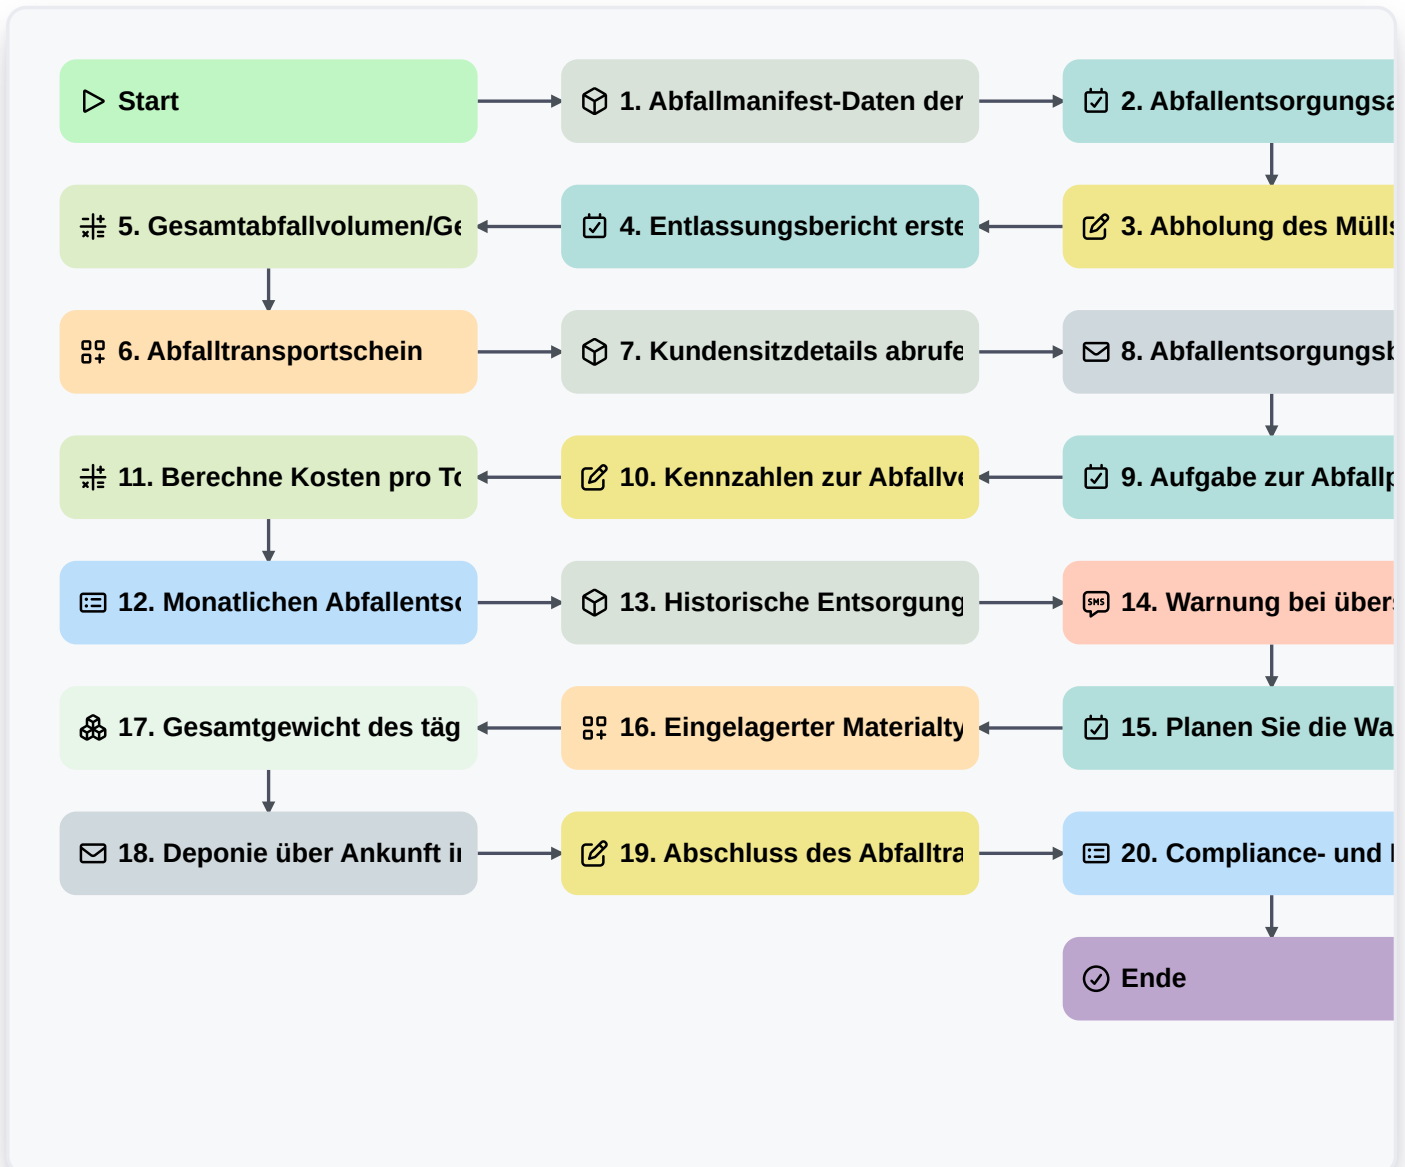 Start
1. Abfallmanifest-Daten der
2. Abfallentsorgungsa
3. Abholung des Mülls
4. Entlassungsbericht erste
5. Gesamtabfallvolumen/Ge
6. Abfalltransportschein
7. Kundensitzdetails abrufe
8. Abfallentsorgungsb
9. Aufgabe zur Abfallp
10. Kennzahlen zur Abfallve
11. Berechne Kosten pro To
12. Monatlichen Abfallentso
13. Historische Entsorgung
SMS
14. Warnung bei übers
15. Planen Sie die Wa
16. Eingelagerter Materialty
17. Gesamtgewicht des täg
18. Deponie über Ankunft in
19. Abschluss des Abfalltra
20. Compliance- und
Ende